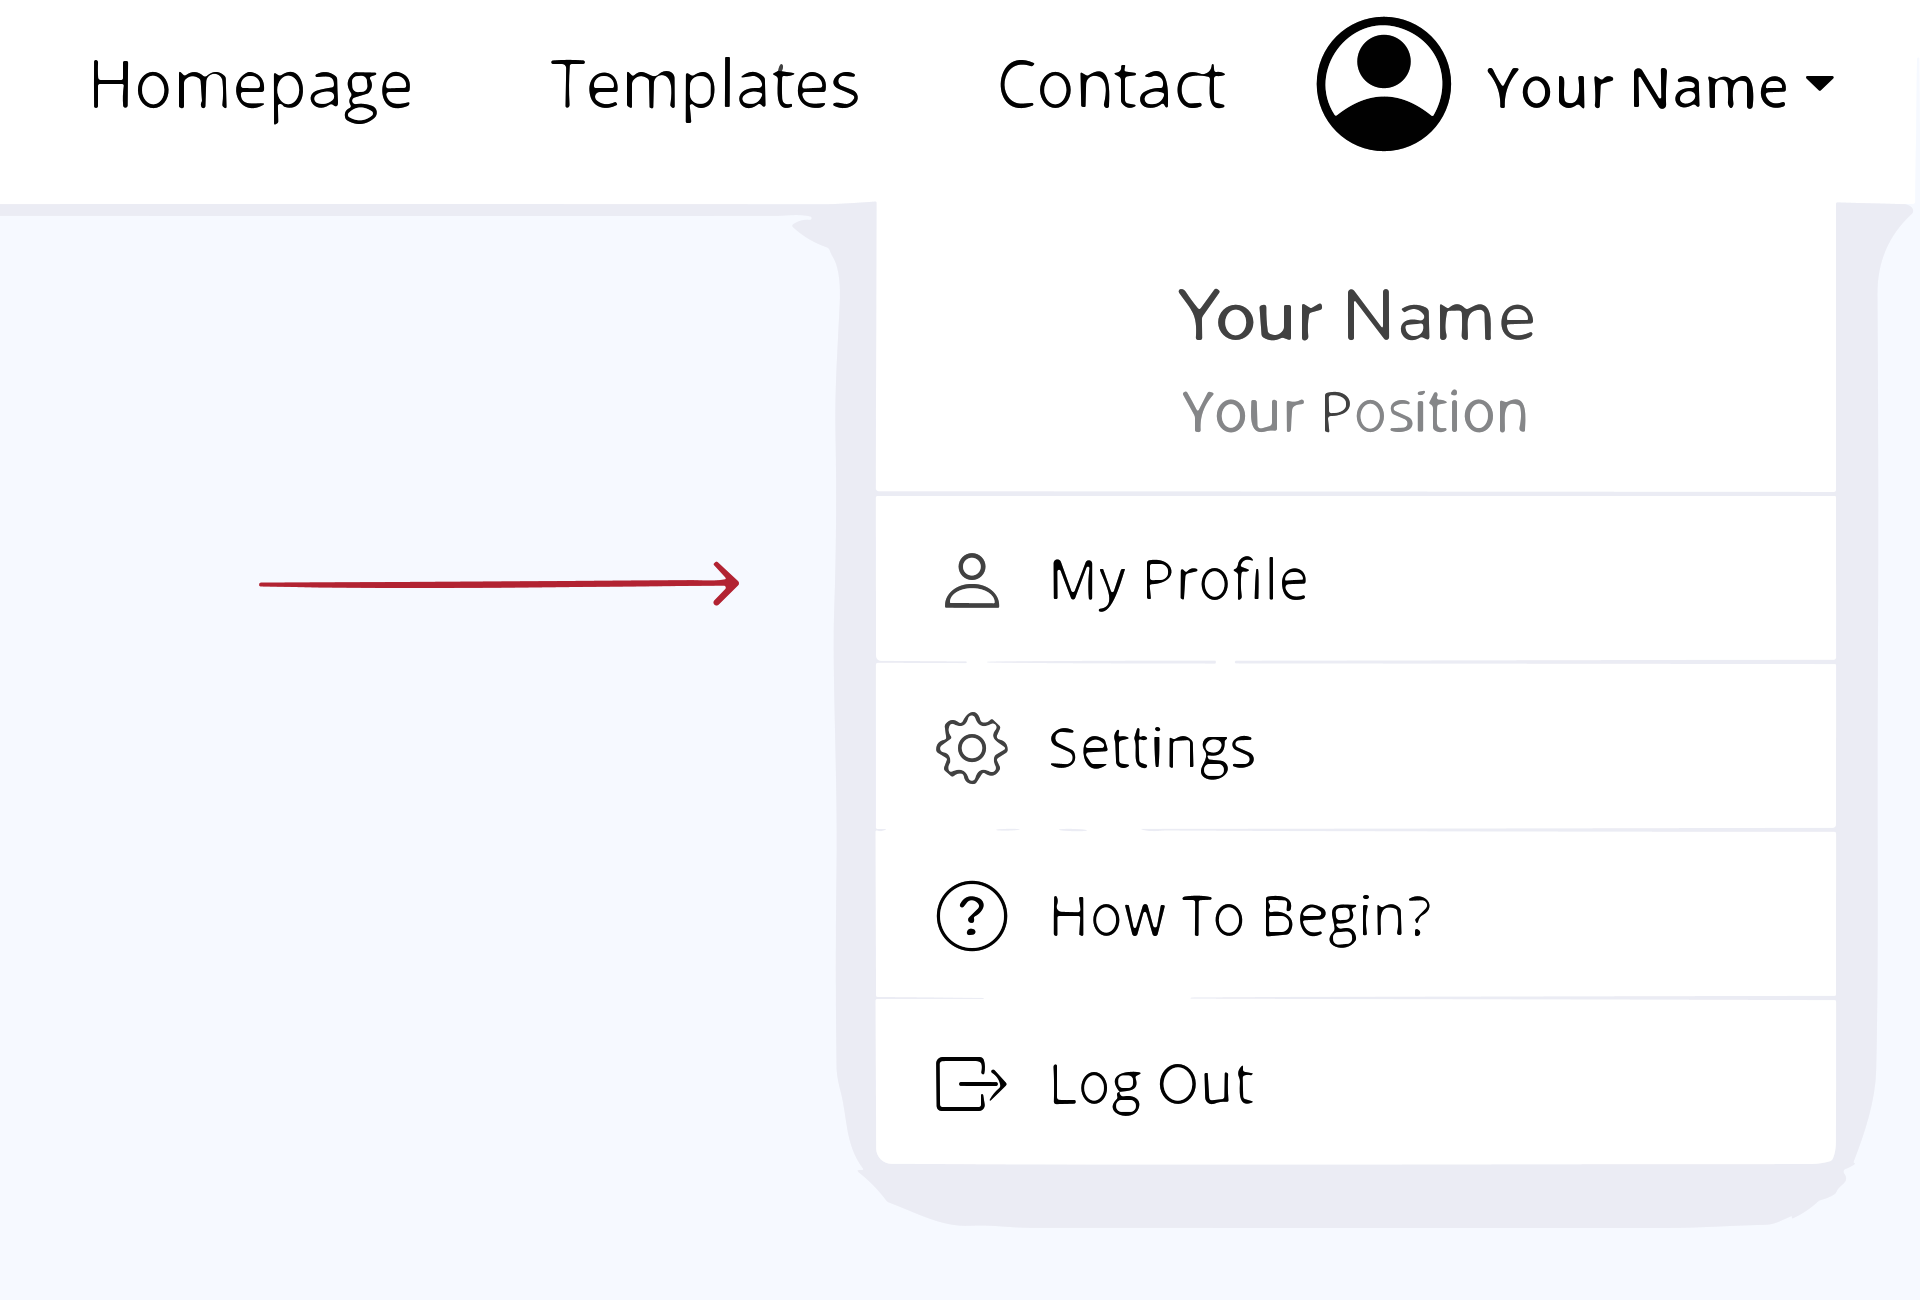 Homepage Templates Contact Your Name
Your Name
Your Position
My Profile
Settings
How To Begin?
Log Out